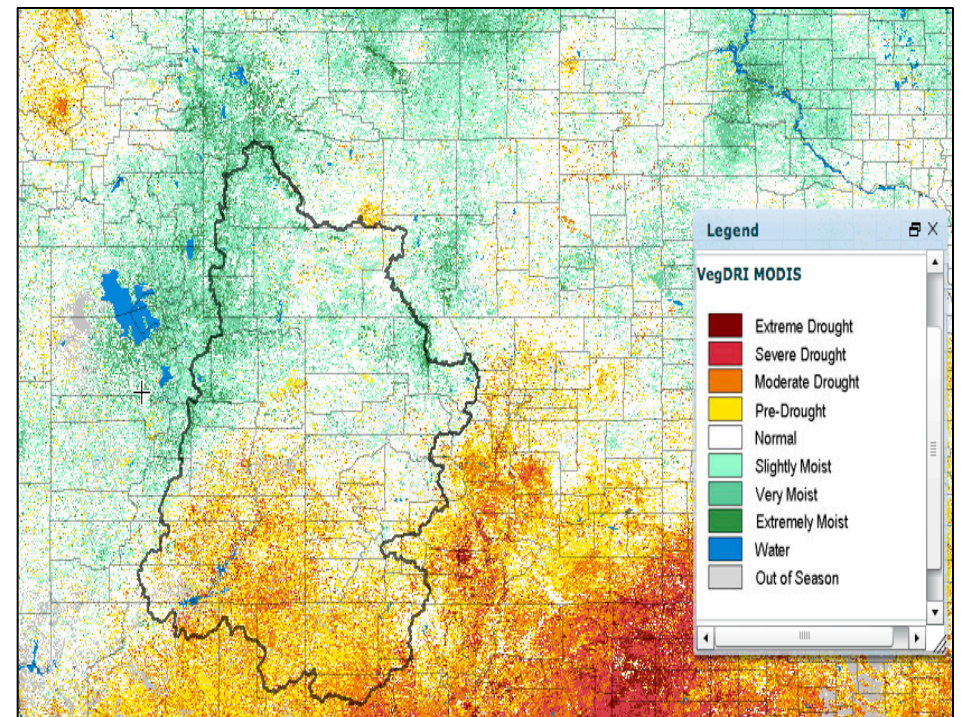 Legend
VegDRI MODIS
Extreme Drought
Severe Drought
Moderate Drought
Pre-Drought
Normal
Slightly Moist
Very Moist
Extremely Moist
Water
Out of Season